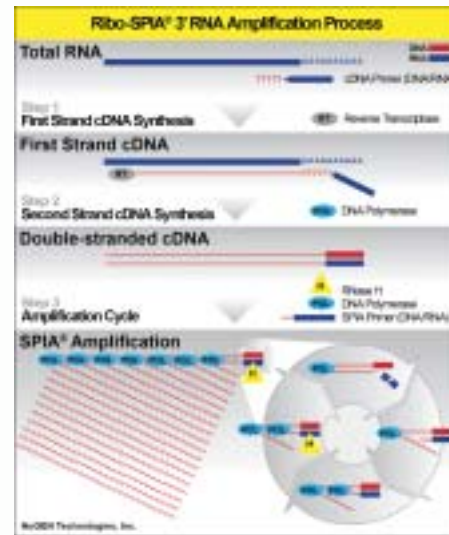 Ribo-SPIA® 3' RNA Amplification Process
Total RNA
DNA
RNA
cDNA Primer (DNA/RNA)
Step 1
First Strand cDNA Synthesis
RT
Reverse Transcriptase
First Strand cDNA
RT
Step 2
Second Strand cDNA Synthesis
DNA Polymerase
Double-stranded cDNA
H
RNase H
DNA Polymerase
Step 3
Amplification Cycle
SPIA Primer (DNA/RNA)
SPIA® Amplification
H
H
NuGEN Technologies, Inc.